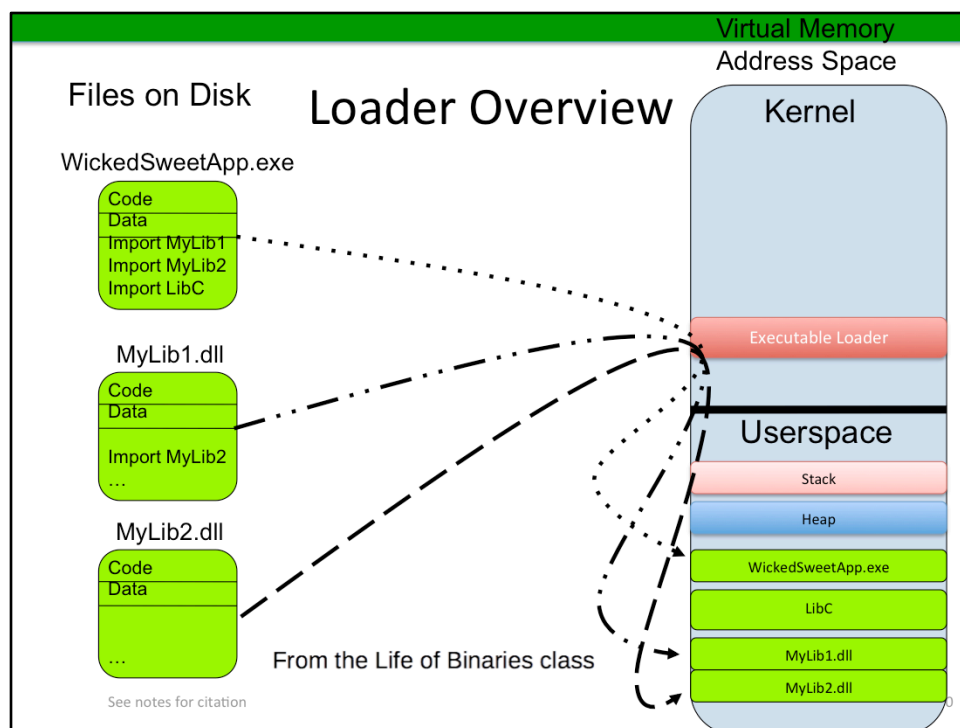 Virtual Memory
Address Space
Files on Disk
Loader Overview
Kernel
WickedSweetApp.exe
Code
Data
Import MyLib1
Import MyLib2
Import LibC
Executable Loader
MyLib1.dll
Code
Data
Import MyLib2
...
Userspace
Stack
Heap
MyLib2.dll
Code
Data
...
WickedSweetApp.exe
LibC
MyLib1.dll
MyLib2.dll
From the Life of Binaries class
See notes for citation
0